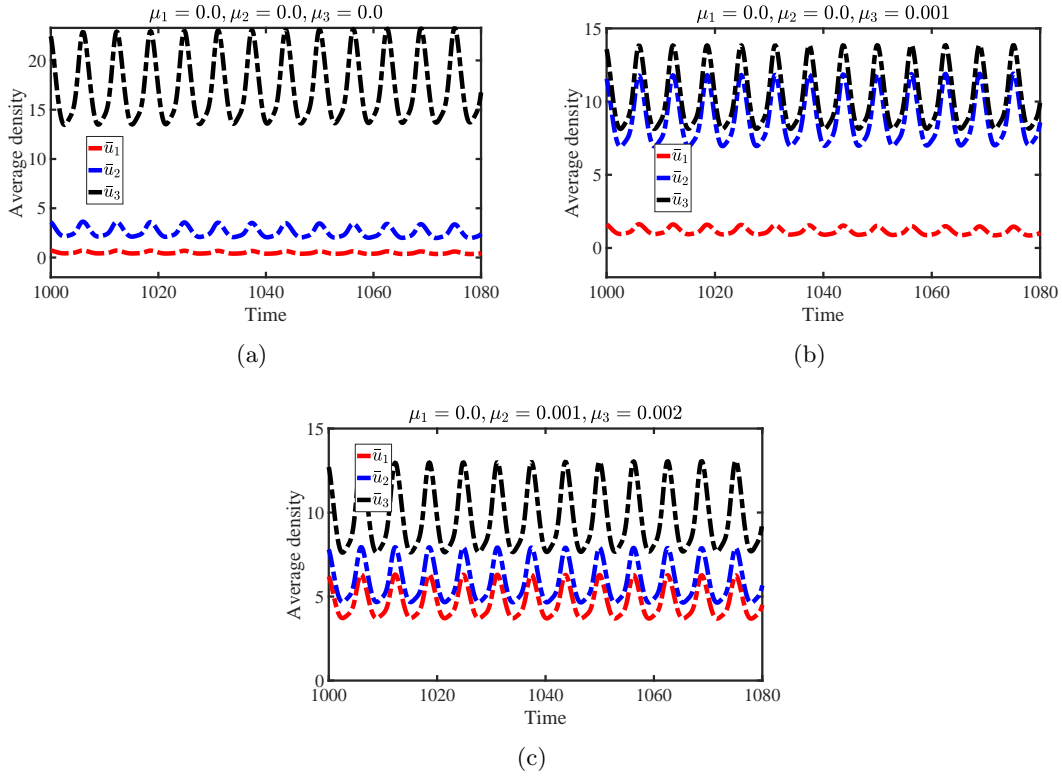 μ₁ = 0.0, μ₂ = 0.0, μ₃ = 0.0
20
15
10
5
0
Average density
ū₁
ū₂
ū₃
1000 1020 1040 1060 1080
Time
(a)
μ₁ = 0.0, μ₂ = 0.0, μ₃ = 0.001
15
10
5
0
Average density
ū₁
ū₂
ū₃
1000 1020 1040 1060 1080
Time
(b)
μ₁ = 0.0, μ₂ = 0.001, μ₃ = 0.002
15
10
5
0
Average density
ū₁
ū₂
ū₃
1000 1020 1040 1060 1080
Time
(c)